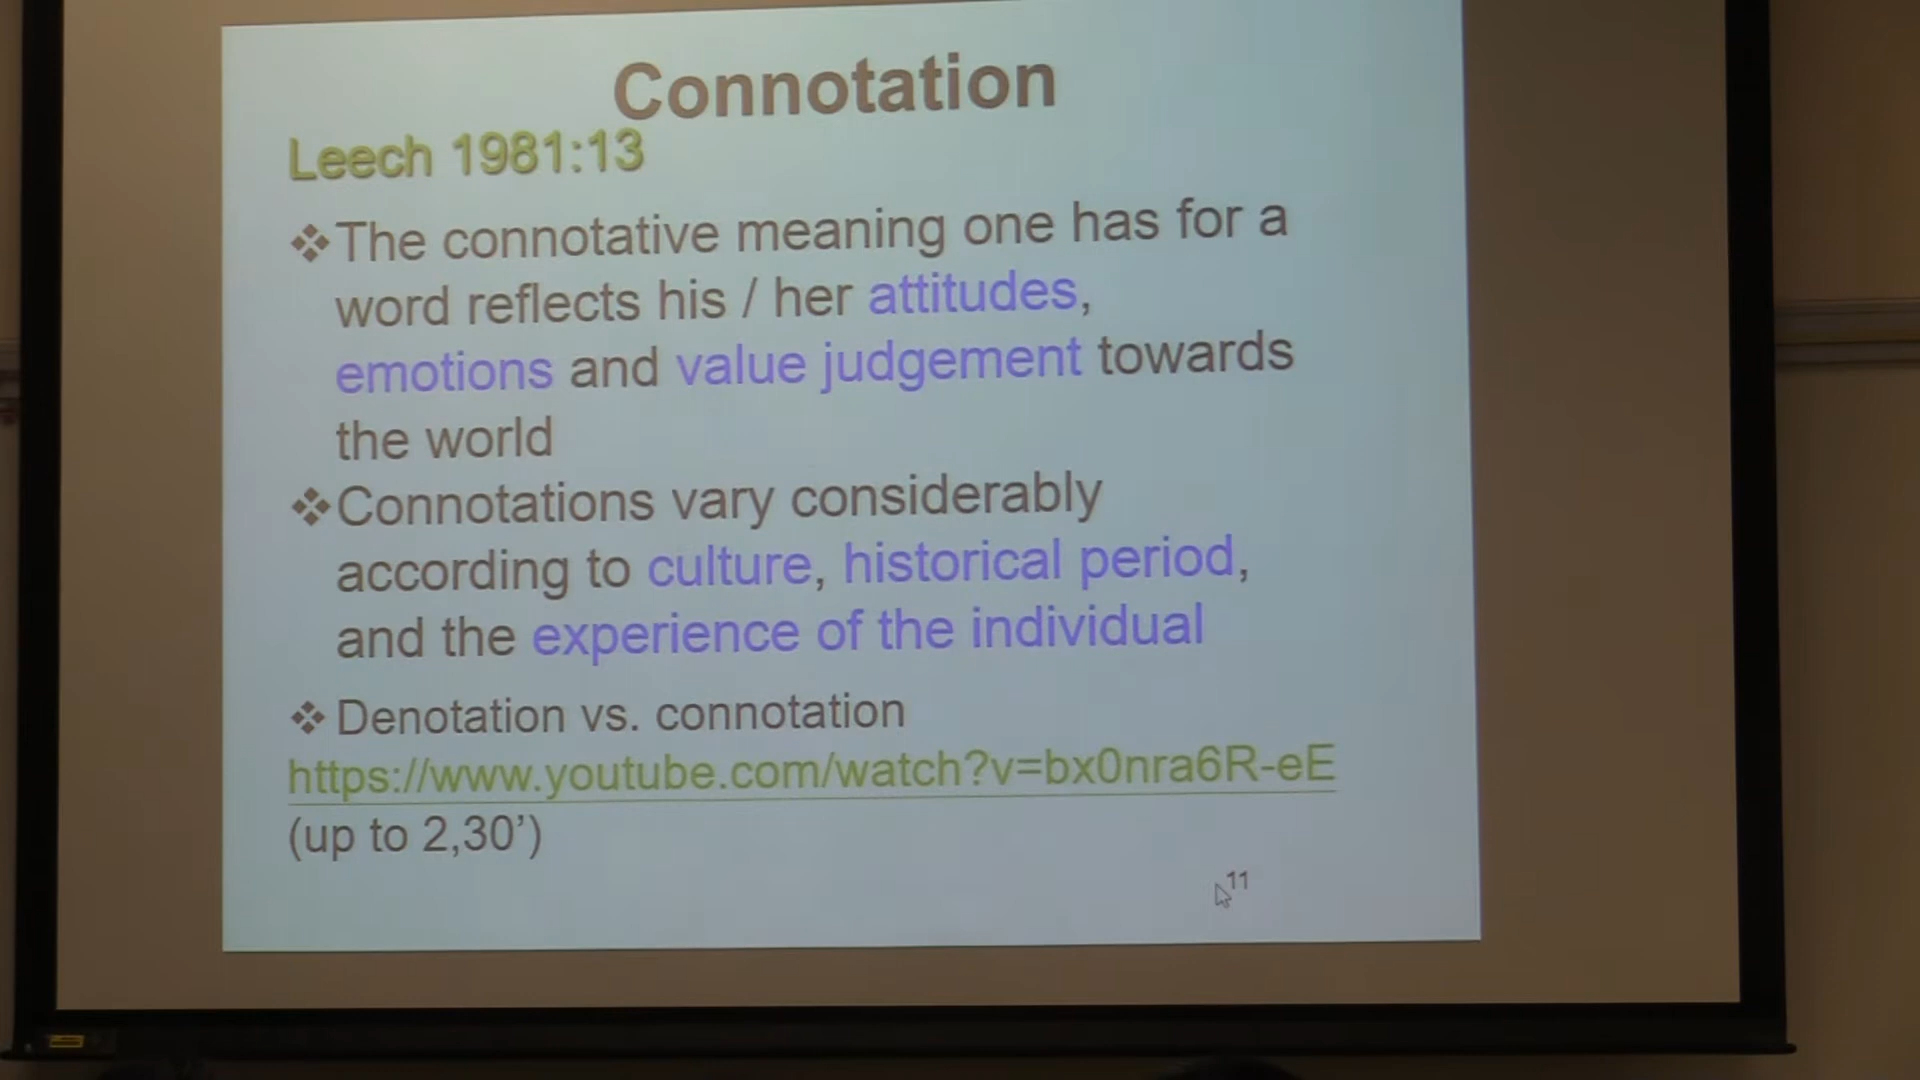 Connotation
Leech 1981:13
❖The connotative meaning one has for a
word reflects his / her attitudes,
emotions and value judgement towards
the world
❖Connotations vary considerably
according to culture, historical period,
and the experience of the individual
❖ Denotation vs. connotation
https://www.youtube.com/watch?v=bx0nra6R-eE
(up to 2,30’)
11